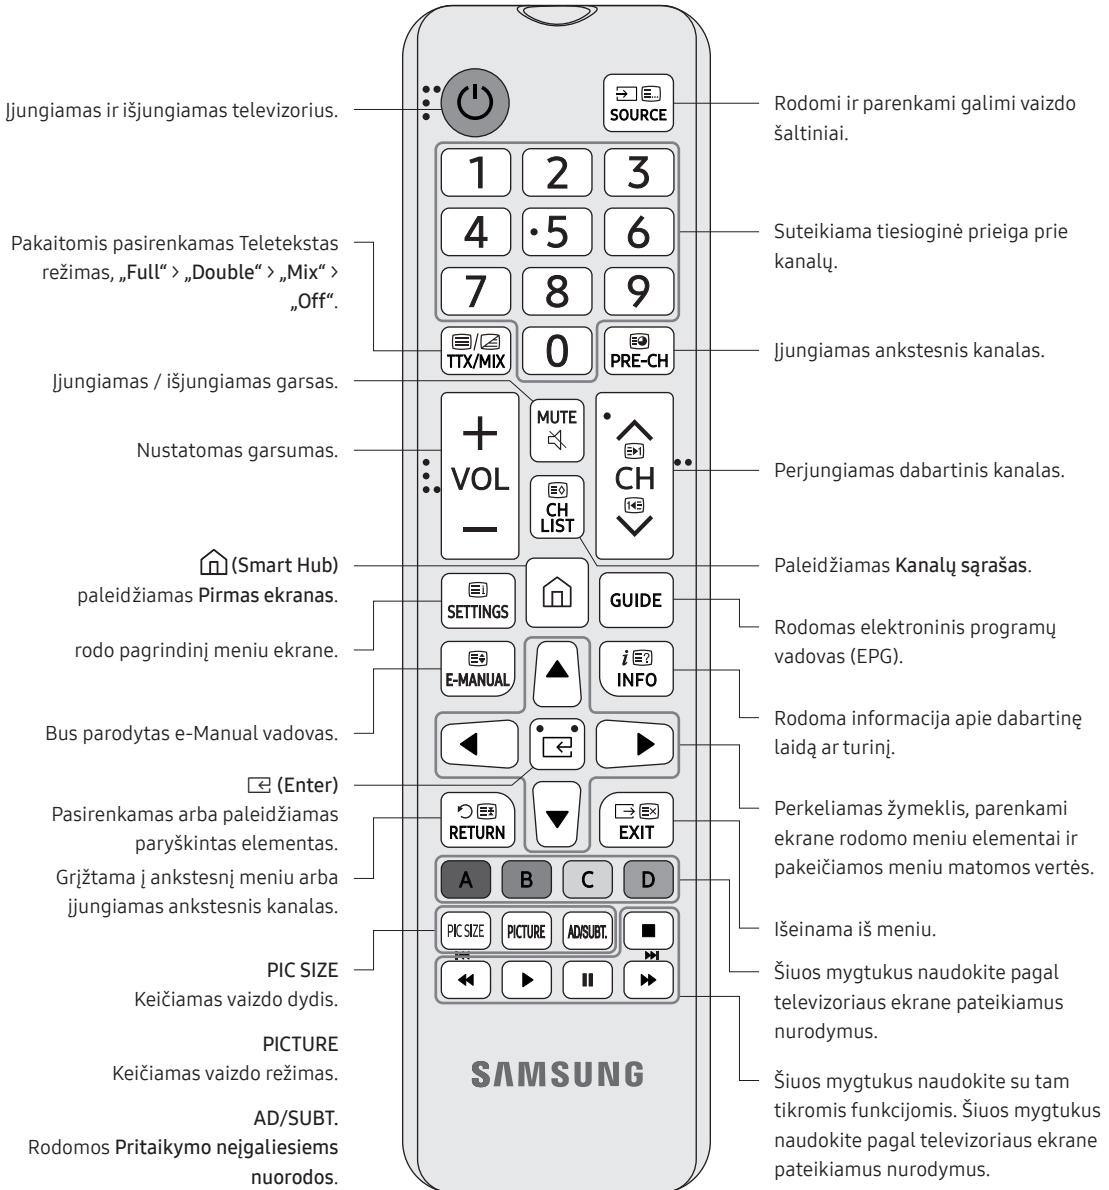 Įjungiamas ir išjungiamas televizorius.
Pakaitomis pasirenkamas Teletekstas
režimas, „Full“ > „Double“ > „Mix“ >
„Off“.
Įjungiamas / išjungiamas garsas.
Nustatomas garsumas.
(Smart Hub)
paleidžiamas Pirmas ekranas.
rodo pagrindinį meniu ekrane.
Bus parodytas e-Manual vadovas.
(Enter)
Pasirenkamas arba paleidžiamas
paryškintas elementas.
Grįžtama į ankstesnį meniu arba
įjungiamas ankstesnis kanalas.
PIC SIZE
Keičiamas vaizdo dydis.
PICTURE
Keičiamas vaizdo režimas.
AD/SUBT.
Rodomos Pritaikymo neįgaliesiems
nuorodos.
SOURCE
1 2 3
4 5 6
7 8 9
TTX/MIX 0 PRE-CH
MUTE
VOL CH
CH
LIST
SETTINGS GUIDE
E-MANUAL INFO
RETURN EXIT
A B C D
PIC SIZE PICTURE AD/SUBT.
SAMSUNG
Rodomi ir parenkami galimi vaizdo
šaltiniai.
Suteikiama tiesioginė prieiga prie
kanalų.
Įjungiamas ankstesnis kanalas.
Perjungiamas dabartinis kanalas.
Paleidžiamas Kanalų sąrašas.
Rodomas elektroninis programų
vadovas (EPG).
Rodoma informacija apie dabartinę
laidą ar turinį.
Perkeliamas žymeklis, parenkami
ekrane rodomo meniu elementai ir
pakeičiamos meniu matomos vertės.
Išeinama iš meniu.
Šiuos mygtukus naudokite pagal
televizoriaus ekrane pateikiamus
nurodymus.
Šiuos mygtukus naudokite su tam
tikromis funkcijomis. Šiuos mygtukus
naudokite pagal televizoriaus ekrane
pateikiamus nurodymus.